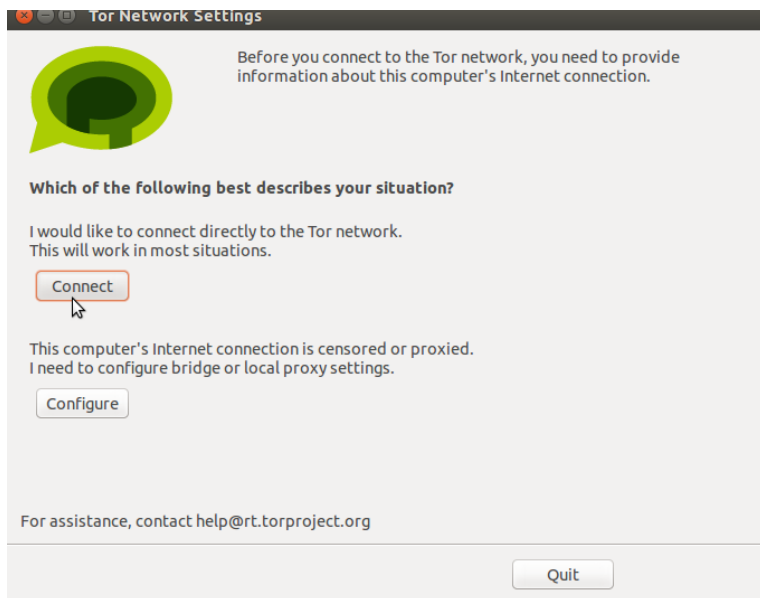 Tor Network Settings
Before you connect to the Tor network, you need to provide
information about this computer's Internet connection.
Which of the following best describes your situation?
I would like to connect directly to the Tor network.
This will work in most situations.
Connect
This computer's Internet connection is censored or proxied.
I need to configure bridge or local proxy settings.
Configure
For assistance, contact help@rt.torproject.org
Quit